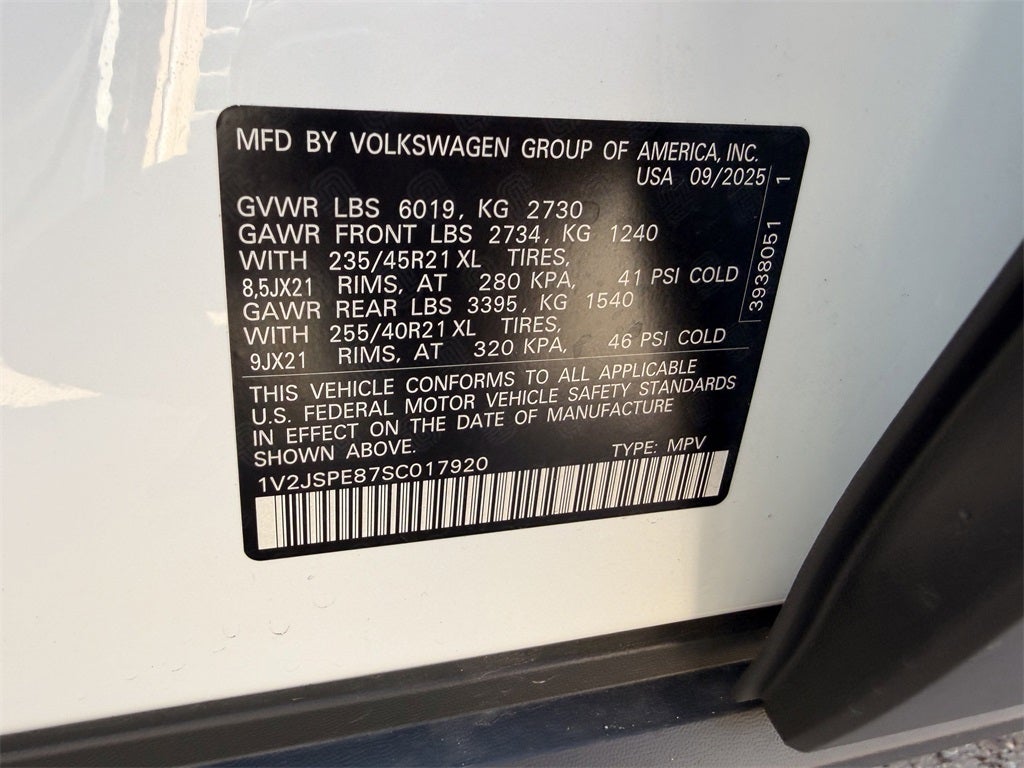 MFD BY VOLKSWAGEN GROUP OF AMERICA, INC.
USA 09/2025
GVWR LBS 6019, KG 2730
GAWR FRONT LBS 2734, KG 1240
WITH 235/45R21 XL TIRES,
8,5JX21 RIMS, AT 280 KPA, 41 PSI COLD
GAWR REAR LBS 3395, KG 1540
WITH 255/40R21 XL TIRES,
9JX21 RIMS, AT 320 KPA, 46 PSI COLD
THIS VEHICLE CONFORMS TO ALL APPLICABLE
U.S. FEDERAL MOTOR VEHICLE SAFETY STANDARDS
IN EFFECT ON THE DATE OF MANUFACTURE
SHOWN ABOVE. TYPE: MPV
1V2JSPE87SC017920
3938051 1